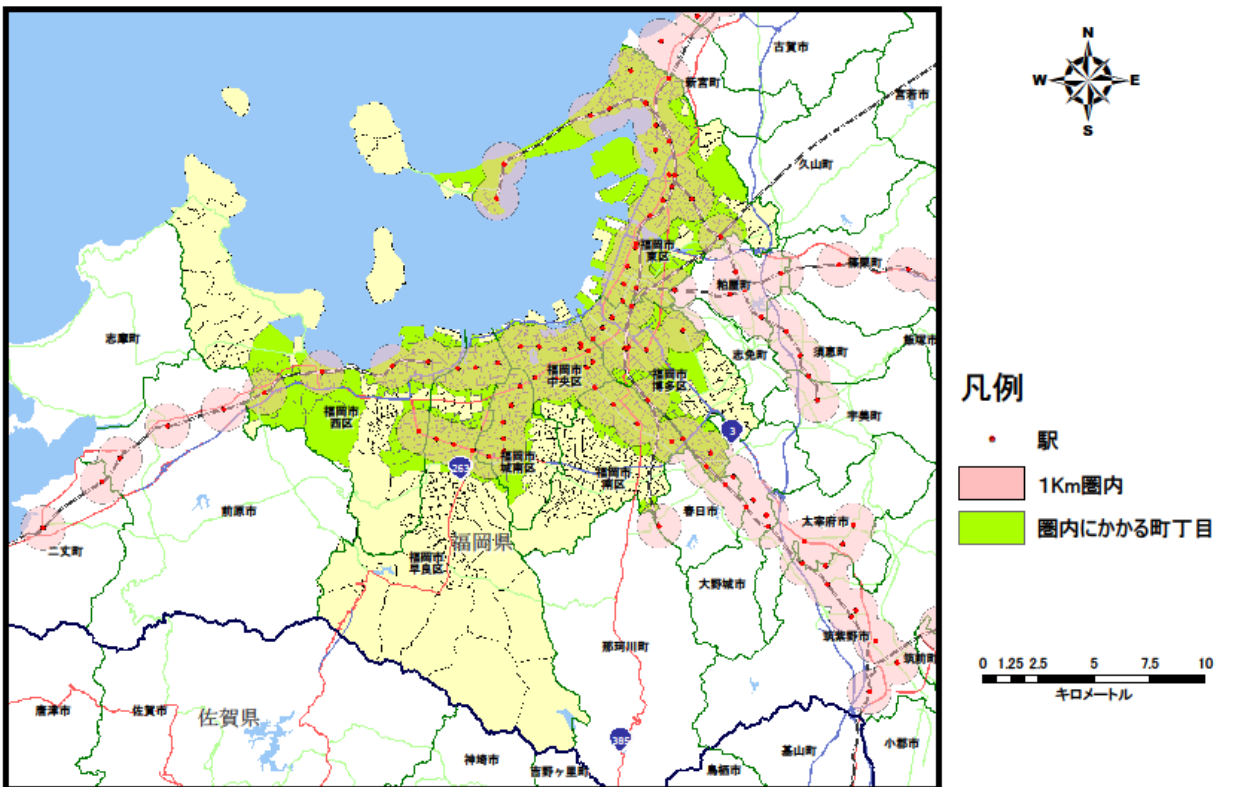 古賀市
新宮町
宮若市
久山町
福岡市
東区
篠栗町
粕屋町
志摩町
志免町
須恵町
飯塚市
福岡市
中央区
福岡市
博多区
宇美町
福岡市
西区
3
福岡市
城南区
263
福岡市
南区
前原市
春日市
太宰府市
二丈町
福岡県
福岡市
早良区
大野城市
那珂川町
筑紫野市
筑前町
唐津市
佐賀市
佐賀県
385
神埼市
吉野ヶ里町
基山町
鳥栖市
小郡市
N
W
E
S
凡例
駅
1Km圏内
圏内にかかる町丁目
0 1.25 2.5 5 7.5 10
キロメートル